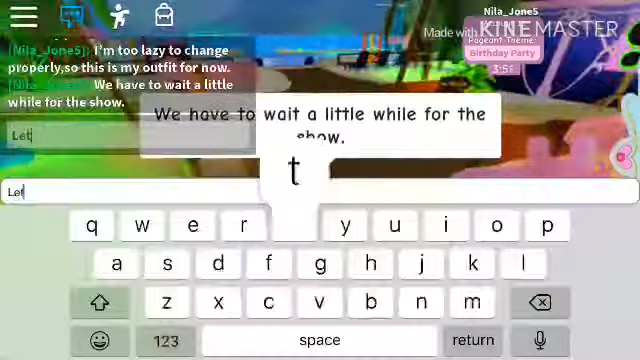 Nila_Jones5
Made with KINEMASTER
Pageant Theme:
Birthday Party
3:51
[Nila_Jones5]: I'm too lazy to change
properly,so this is my outfit for now.
[Nila_Jones5]: We have to wait a little
while for the show.
We have to wait a little while for the
show.
Let
t
Let
q w e r y u i o p
a s d f g h j k l
z x c v b n m
123 space return